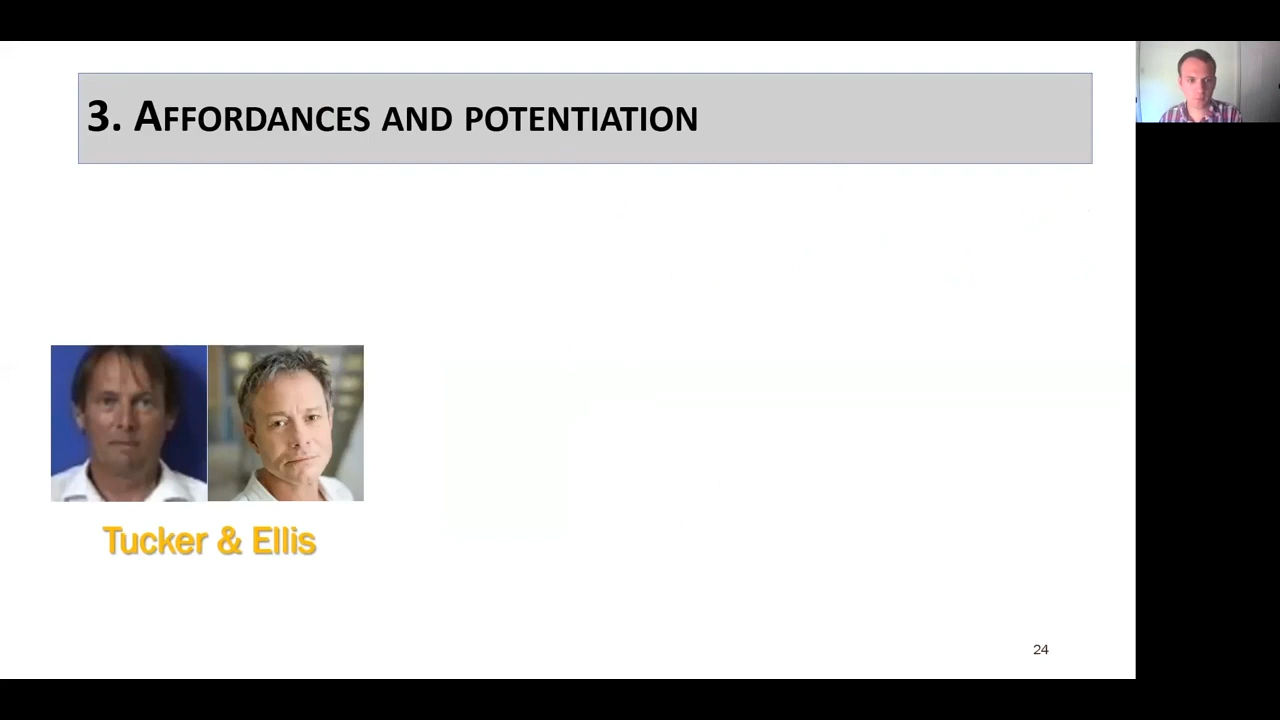 3. AFFORDANCES AND POTENTIATION
Tucker & Ellis
24